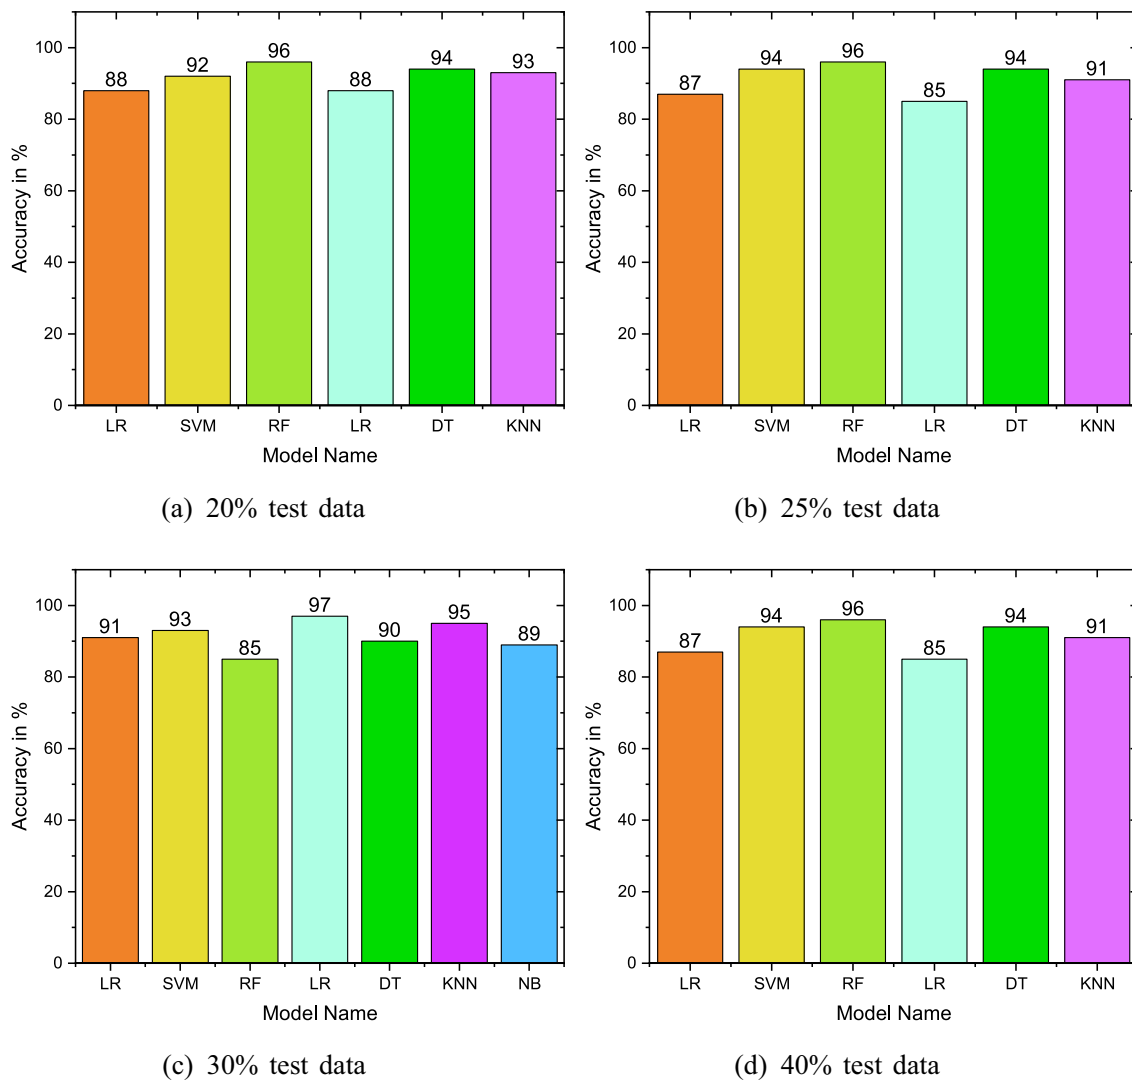 88 92 96 88 94 93
100
80
60
40
20
0
Accuracy in %
LR SVM RF LR DT KNN
Model Name
(a) 20% test data
87 94 96 85 94 91
100
80
60
40
20
0
Accuracy in %
LR SVM RF LR DT KNN
Model Name
(b) 25% test data
91 93 85 97 90 95 89
100
80
60
40
20
0
Accuracy in %
LR SVM RF LR DT KNN NB
Model Name
(c) 30% test data
87 94 96 85 94 91
100
80
60
40
20
0
Accuracy in %
LR SVM RF LR DT KNN
Model Name
(d) 40% test data